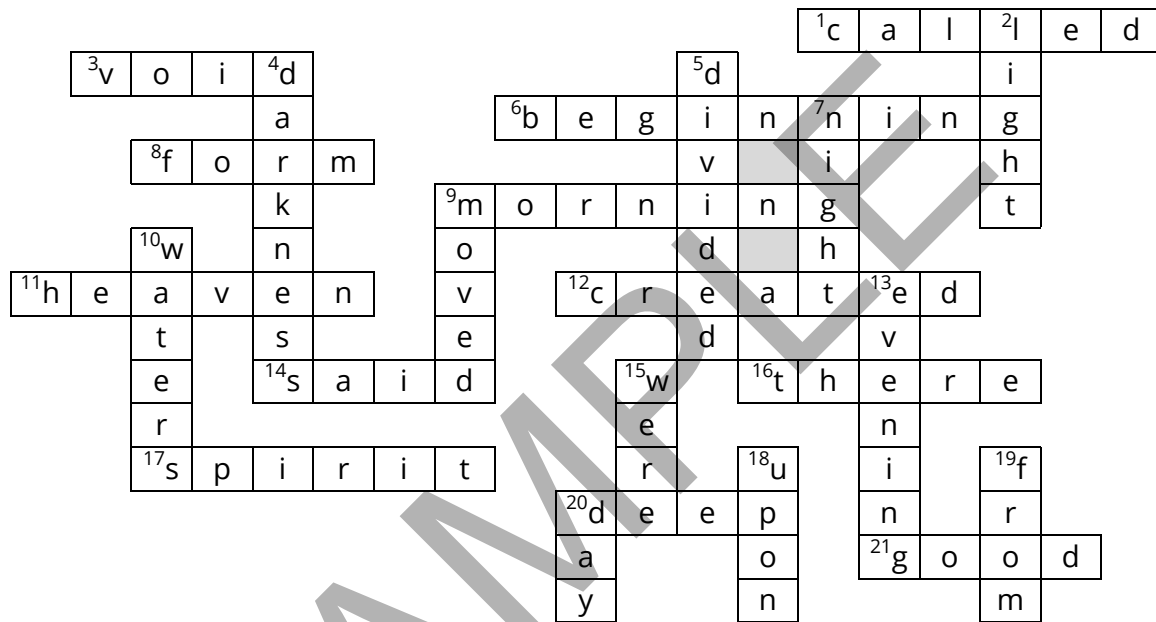 1c a l 2l e d
3v o i 4d 5d i
a 6b e g i n 7n i n g
8f o r m v i h
k 9m o r n i n g t
10w n o d h
11h e a v e n v 12c r e a t 13e d
t s e d v
e 14s a i d 15w 16t h e r e
r e n
17s p i r i t r 18u i 19f
20d e e p n r
a o 21g o o d
y n m
AMPLE